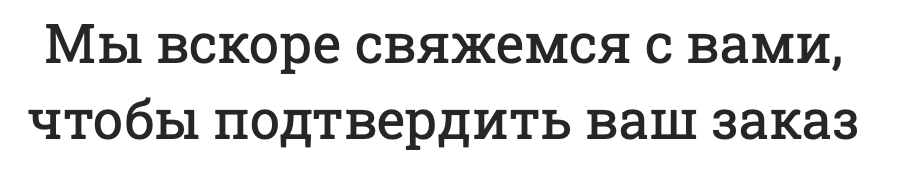 Мы вскоре свяжемся с вами,
чтобы подтвердить ваш заказ